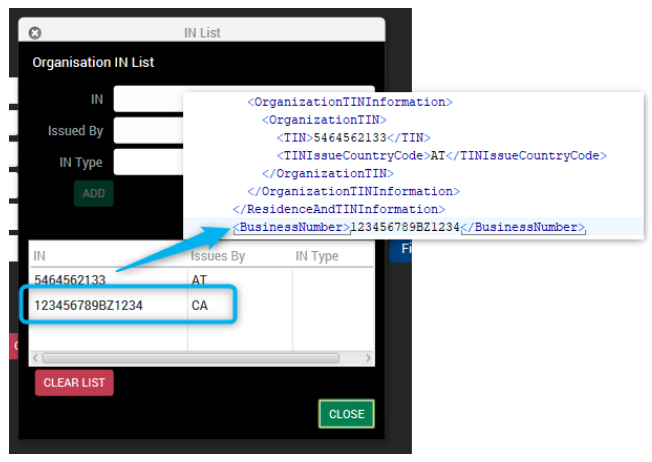 IN List
Organisation IN List
IN
Issued By
IN Type
ADD
<OrganizationTINInformation>
<OrganizationTIN>
<TIN>5464562133</TIN>
<TINIssueCountryCode>AT</TINIssueCountryCode>
</OrganizationTIN>
</OrganizationTINInformation>
</ResidenceAndTINInformation>
<BusinessNumber>123456789BZ1234</BusinessNumber>
IN Issues By IN Type
5464562133 AT
123456789BZ1234 CA
CLEAR LIST
CLOSE